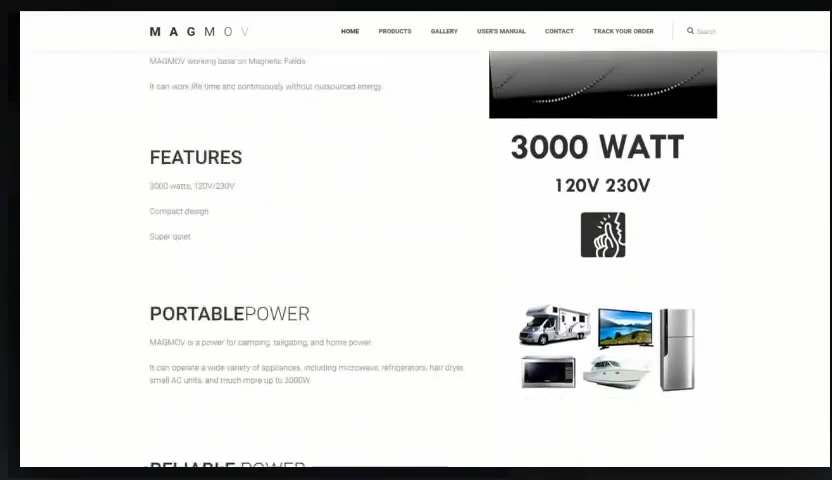 MAGMOV
HOME PRODUCTS GALLERY USER'S MANUAL CONTACT TRACK YOUR ORDER Search
MAGMOV working base on Magnetic Fields
It can work life time and continuously without outsourced energy.
3000 WATT
120V 230V
FEATURES
3000 watts, 120V/230V
Compact design
Super quiet
PORTABLEPOWER
MAGMOV is a power for camping, tailgating, and home power.
It can operate a wide variety of appliances, including microwave, refrigerators, hair dryer,
small AC units, and much more up to 3000W.
RELIABLE POWER